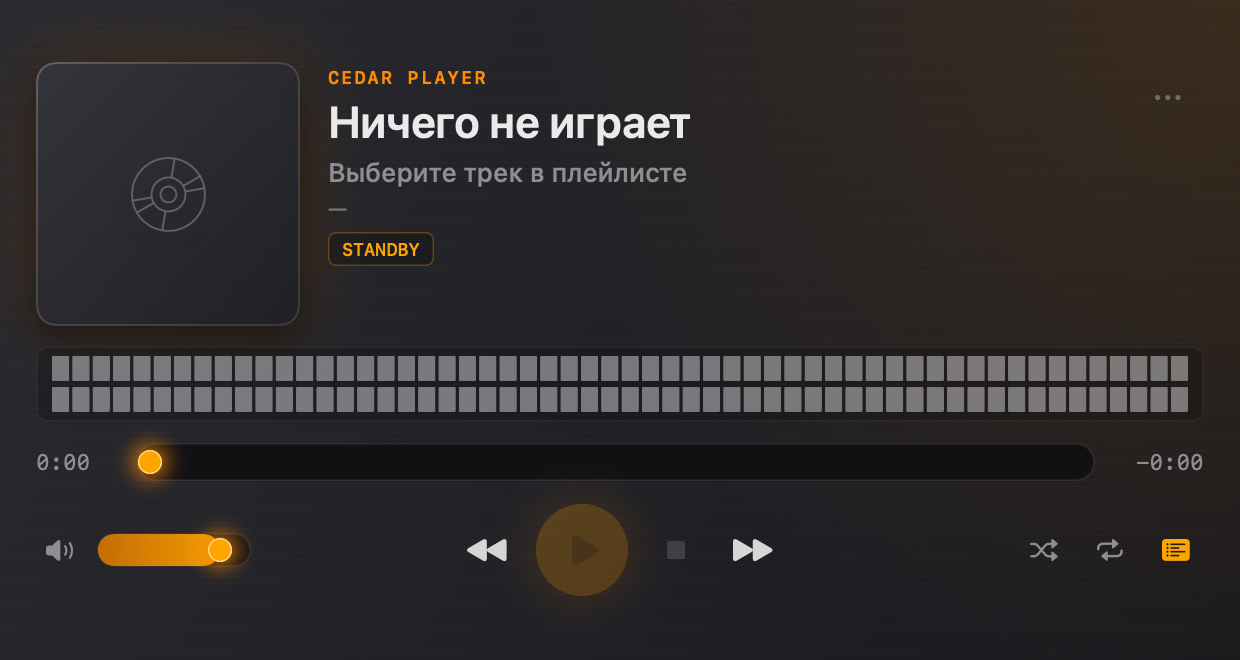 CEDAR PLAYER
Ничего не играет
Выберите трек в плейлисте
—
STANDBY
0:00
−0:00